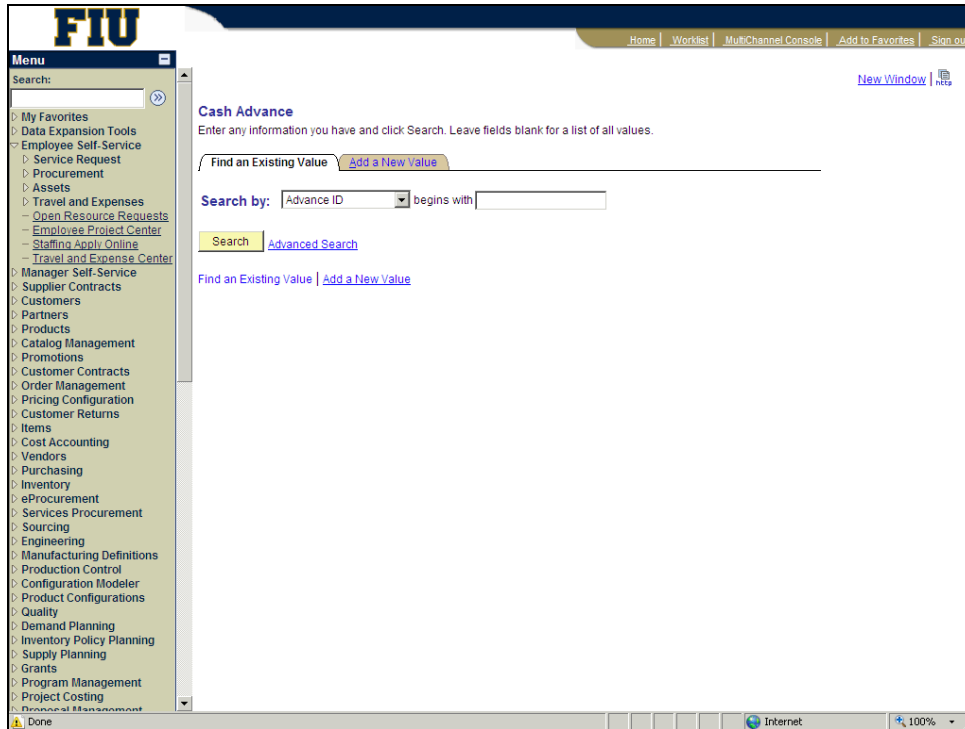 FIU
Home | Worklist | MultiChannel Console | Add to Favorites | Sign ou
Menu
Search:
New Window | http
My Favorites
Data Expansion Tools
Employee Self-Service
Service Request
Procurement
Assets
Travel and Expenses
Open Resource Requests
Employee Project Center
Staffing Apply Online
Travel and Expense Center
Manager Self-Service
Supplier Contracts
Customers
Partners
Products
Catalog Management
Promotions
Customer Contracts
Order Management
Pricing Configuration
Customer Returns
Items
Cost Accounting
Vendors
Purchasing
Inventory
eProcurement
Services Procurement
Sourcing
Engineering
Manufacturing Definitions
Production Control
Configuration Modeler
Product Configurations
Quality
Demand Planning
Inventory Policy Planning
Supply Planning
Grants
Program Management
Project Costing
Proposal Management
Cash Advance
Enter any information you have and click Search. Leave fields blank for a list of all values.
Find an Existing Value Add a New Value
Search by: Advance ID begins with
Search Advanced Search
Find an Existing Value | Add a New Value
Done Internet 100%